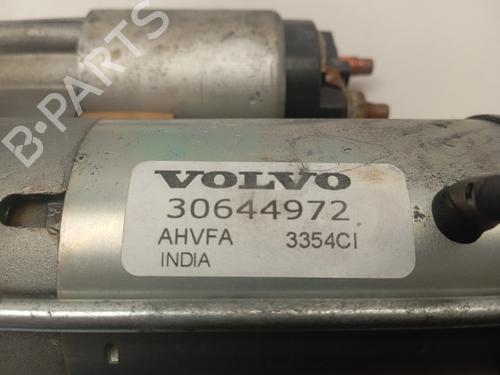 B-PARTS
VOLVO
30644972
AHVFA 3354CI
INDIA